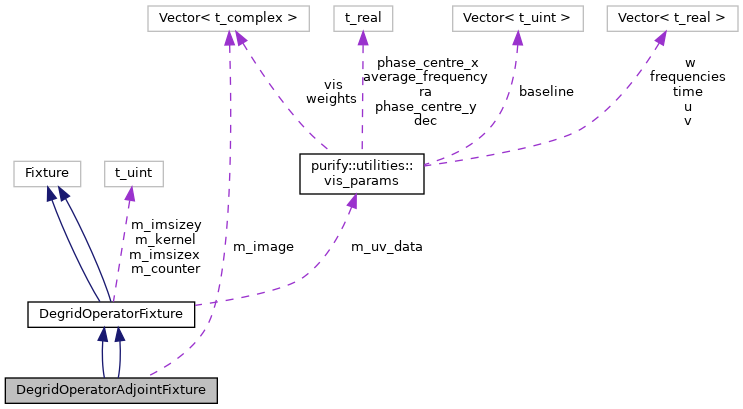 Vector< t_complex >
t_real
Vector< t_uint >
Vector< t_real >
vis
weights
phase_centre_x
average_frequency
ra
phase_centre_y
dec
baseline
w
frequencies
time
u
v
Fixture
t_uint
purify::utilities::
vis_params
m_imsizey
m_kernel
m_imsizex
m_counter
m_image
m_uv_data
DegridOperatorFixture
DegridOperatorAdjointFixture